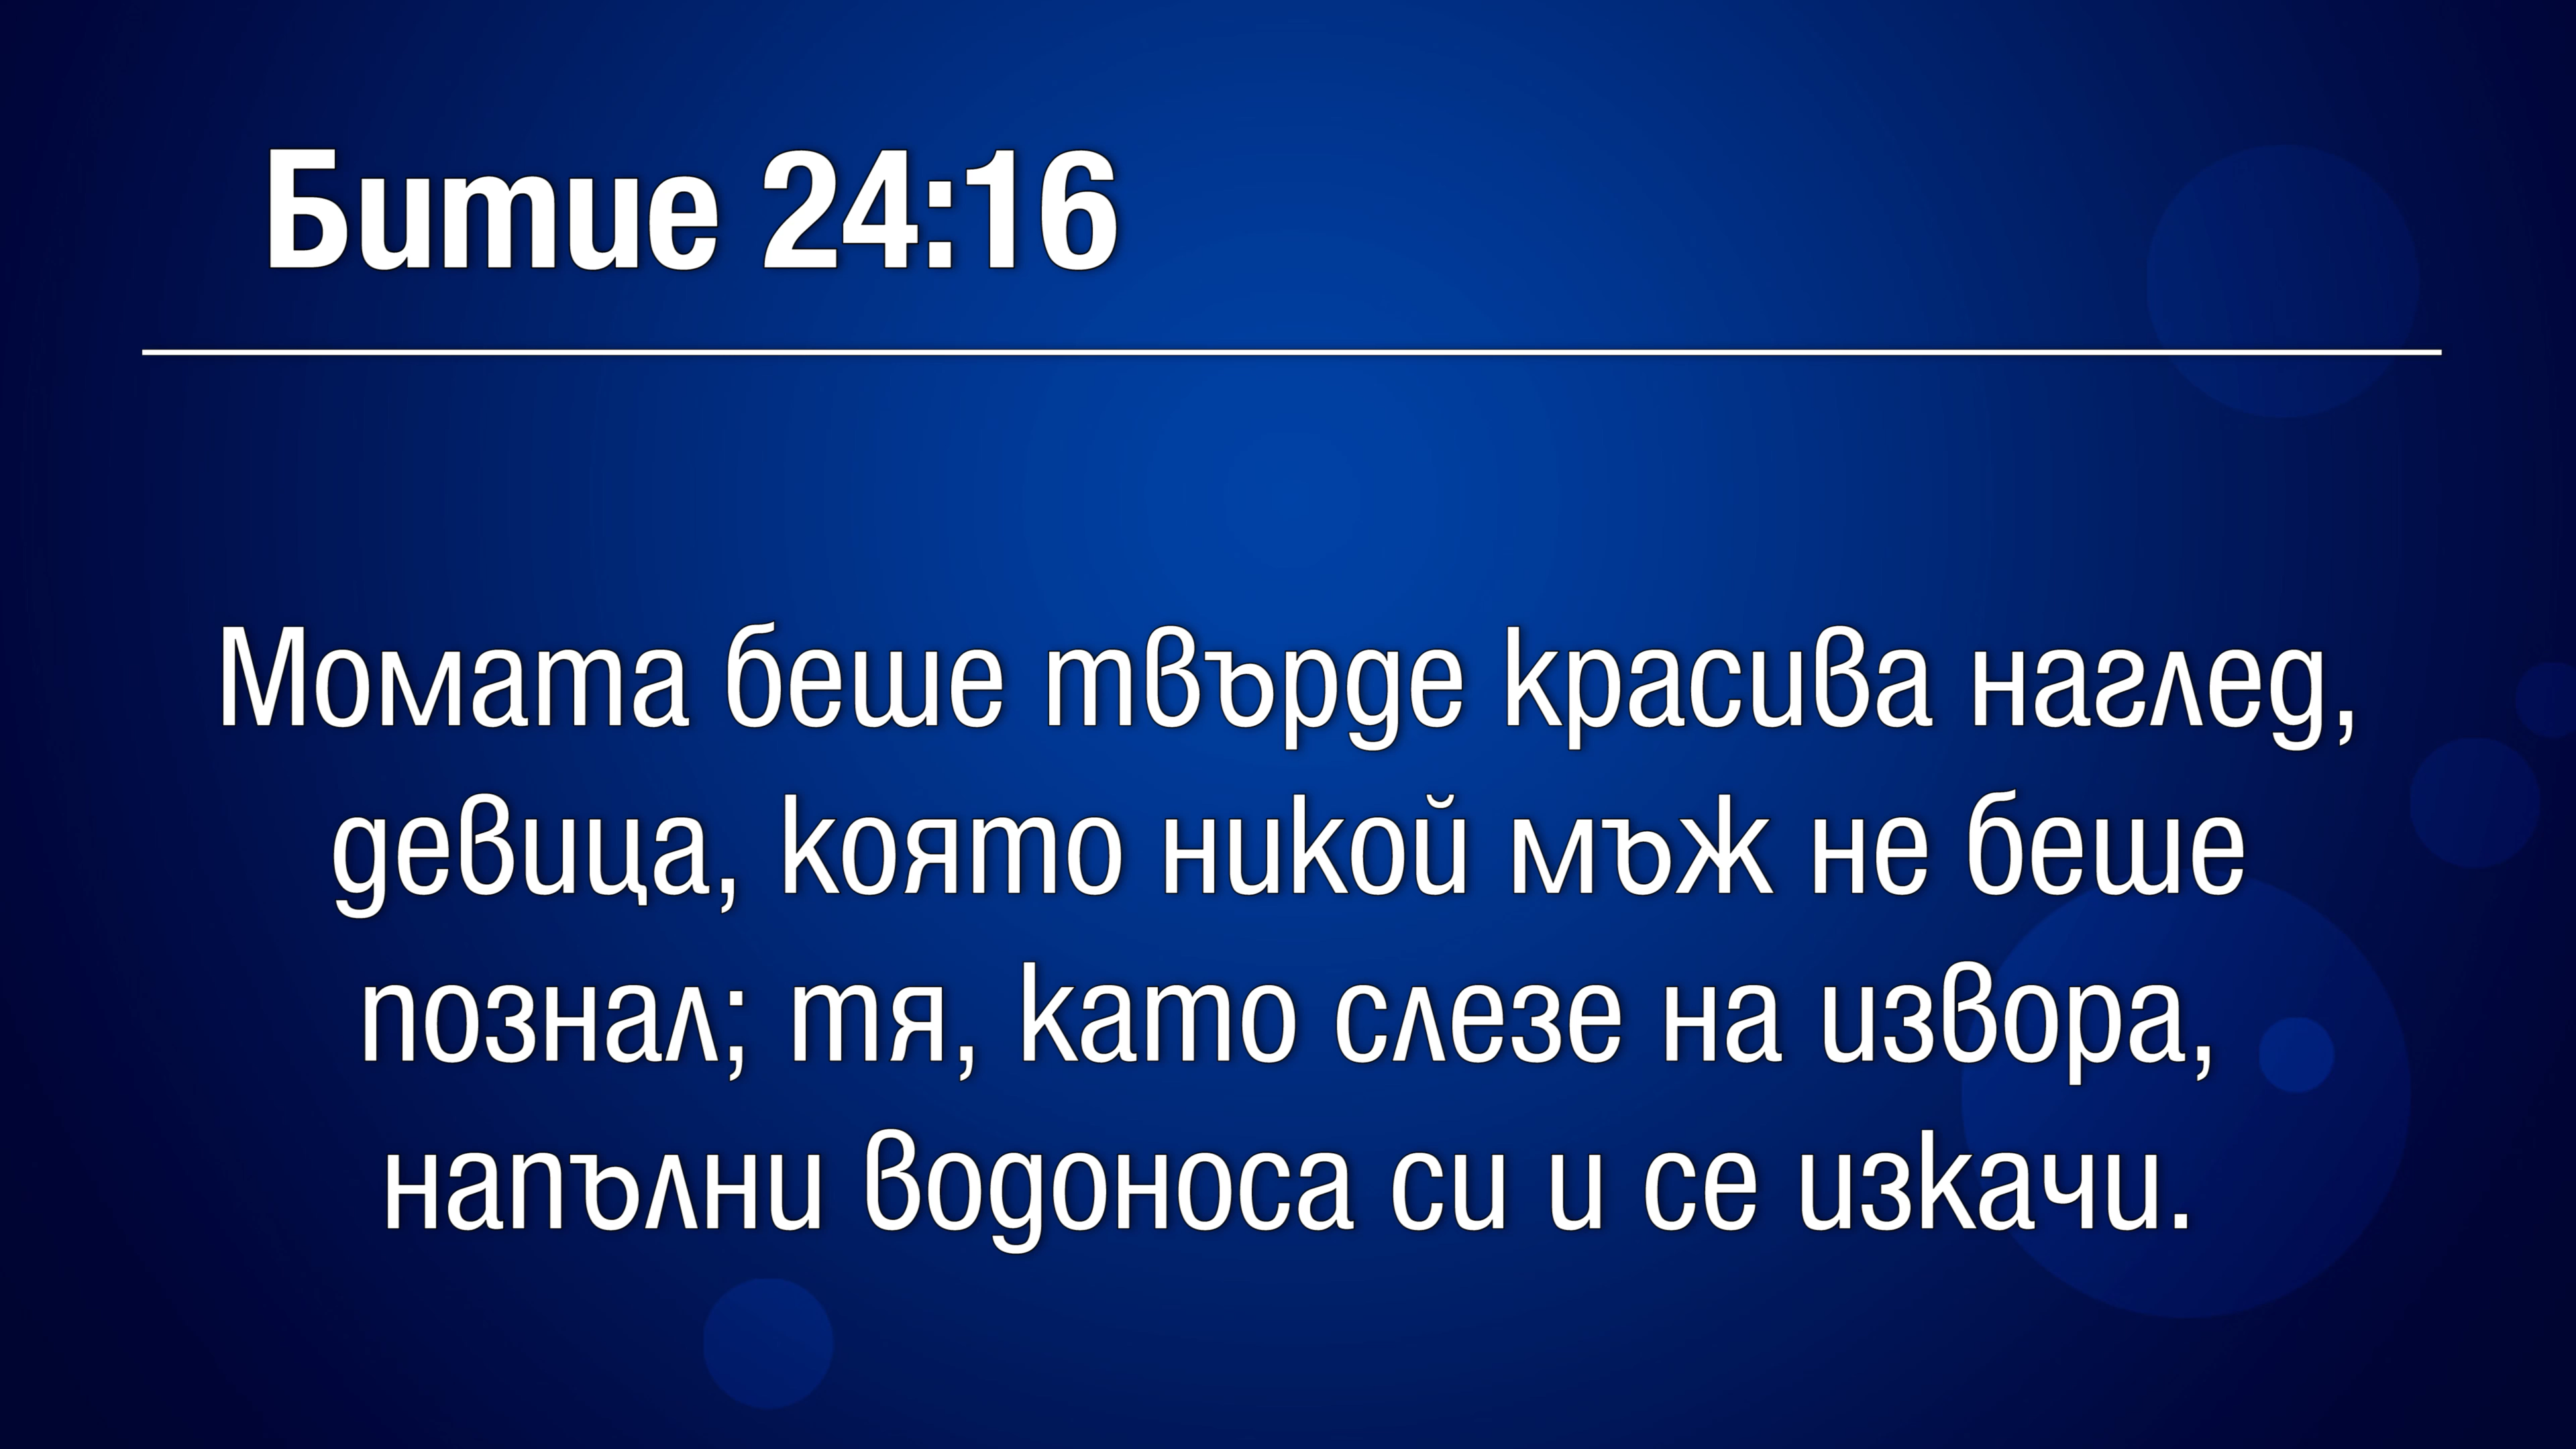 Битие 24:16
Момата беше твърде красива наглед,
девица, която никой мъж не беше
познал; тя, като слезе на извора,
напълни водоноса си и се изкачи.